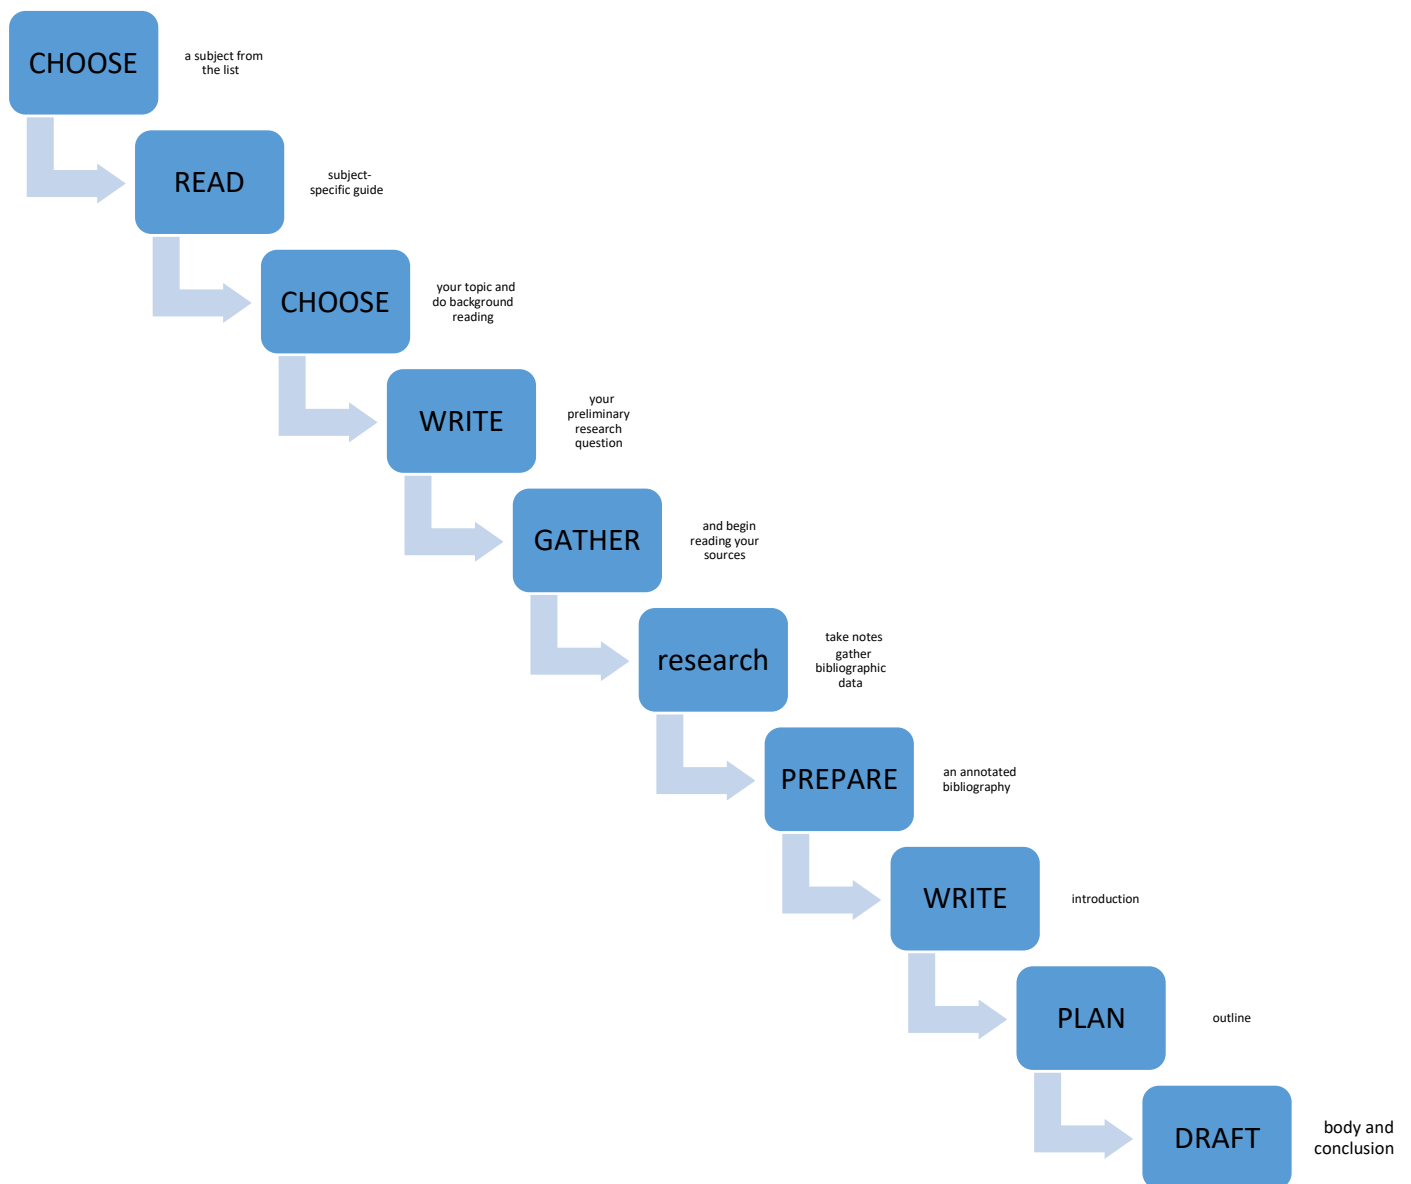 CHOOSE
a subject from
the list
READ
subject-
specific guide
CHOOSE
your topic and
do background
reading
WRITE
your
preliminary
research
question
GATHER
and begin
reading your
sources
research
take notes
gather
bibliographic
data
PREPARE
an annotated
bibliography
WRITE
introduction
PLAN
outline
DRAFT
body and
conclusion